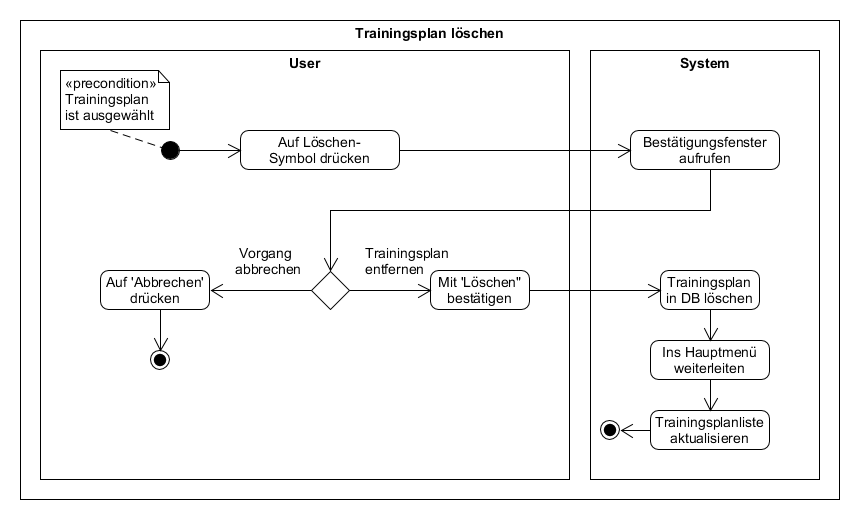 Trainingsplan löschen
User
System
«precondition»
Trainingsplan
ist ausgewählt
Auf Löschen-
Symbol drücken
Bestätigungsfenster
aufrufen
Vorgang
abbrechen
Trainingsplan
entfernen
Auf 'Abbrechen'
drücken
Mit 'Löschen"
bestätigen
Trainingsplan
in DB löschen
Ins Hauptmenü
weiterleiten
Trainingsplanliste
aktualisieren